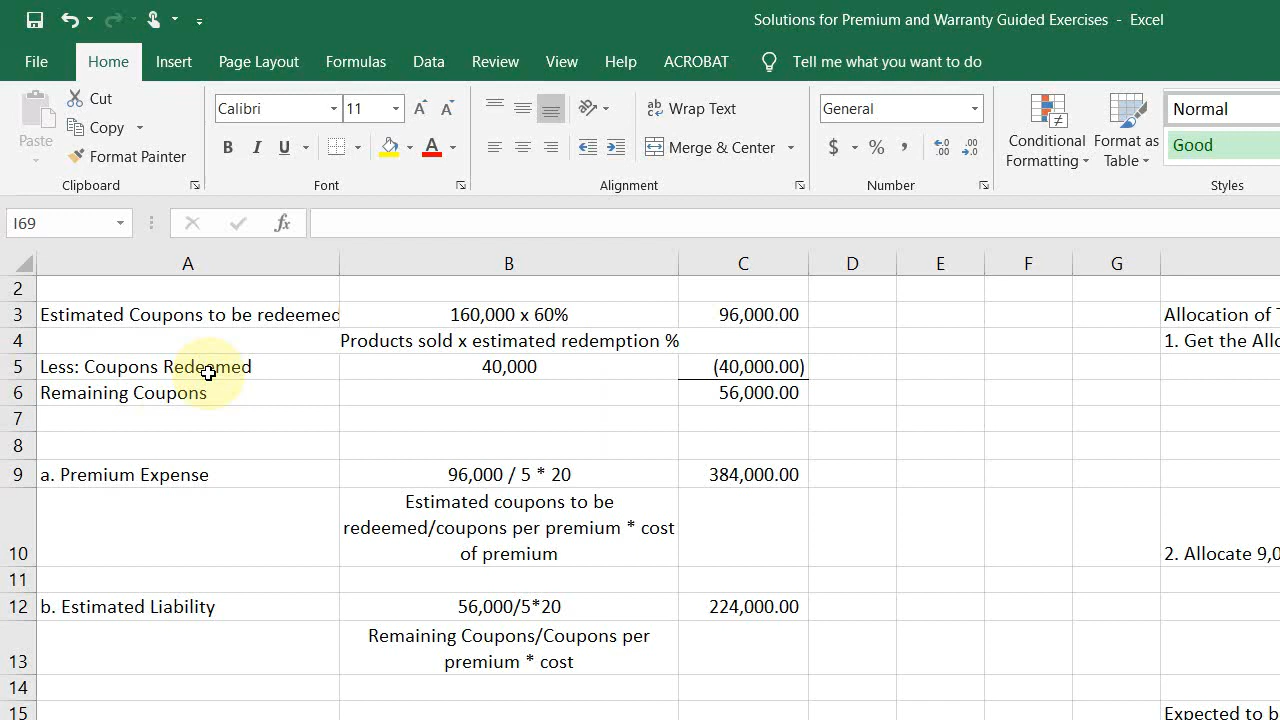 Solutions for Premium and Warranty Guided Exercises - Excel
File Home Insert Page Layout Formulas Data Review View Help ACROBAT Tell me what you want to do
Paste
Cut
Copy
Format Painter
Clipboard
Calibri 11 A A
B I U A
Font
Wrap Text
Merge & Center
Alignment
General
$ % ,
Number
Conditional Formatting
Format as Table
Normal
Good
Styles
I69 fx
A B C D E F G
2
3 Estimated Coupons to be redeemed 160,000 x 60% 96,000.00 Allocation of
4 Products sold x estimated redemption % 1. Get the
5 Less: Coupons Redeemed 40,000 (40,000.00)
6 Remaining Coupons 56,000.00
7
8
9 a. Premium Expense 96,000 / 5 * 20 384,000.00
Estimated coupons to be
redeemed/coupons per premium * cost
10 of premium 2. Allocate
11
12 b. Estimated Liability 56,000/5*20 224,000.00
Remaining Coupons/Coupons per
13 premium * cost
14
15 Expected to